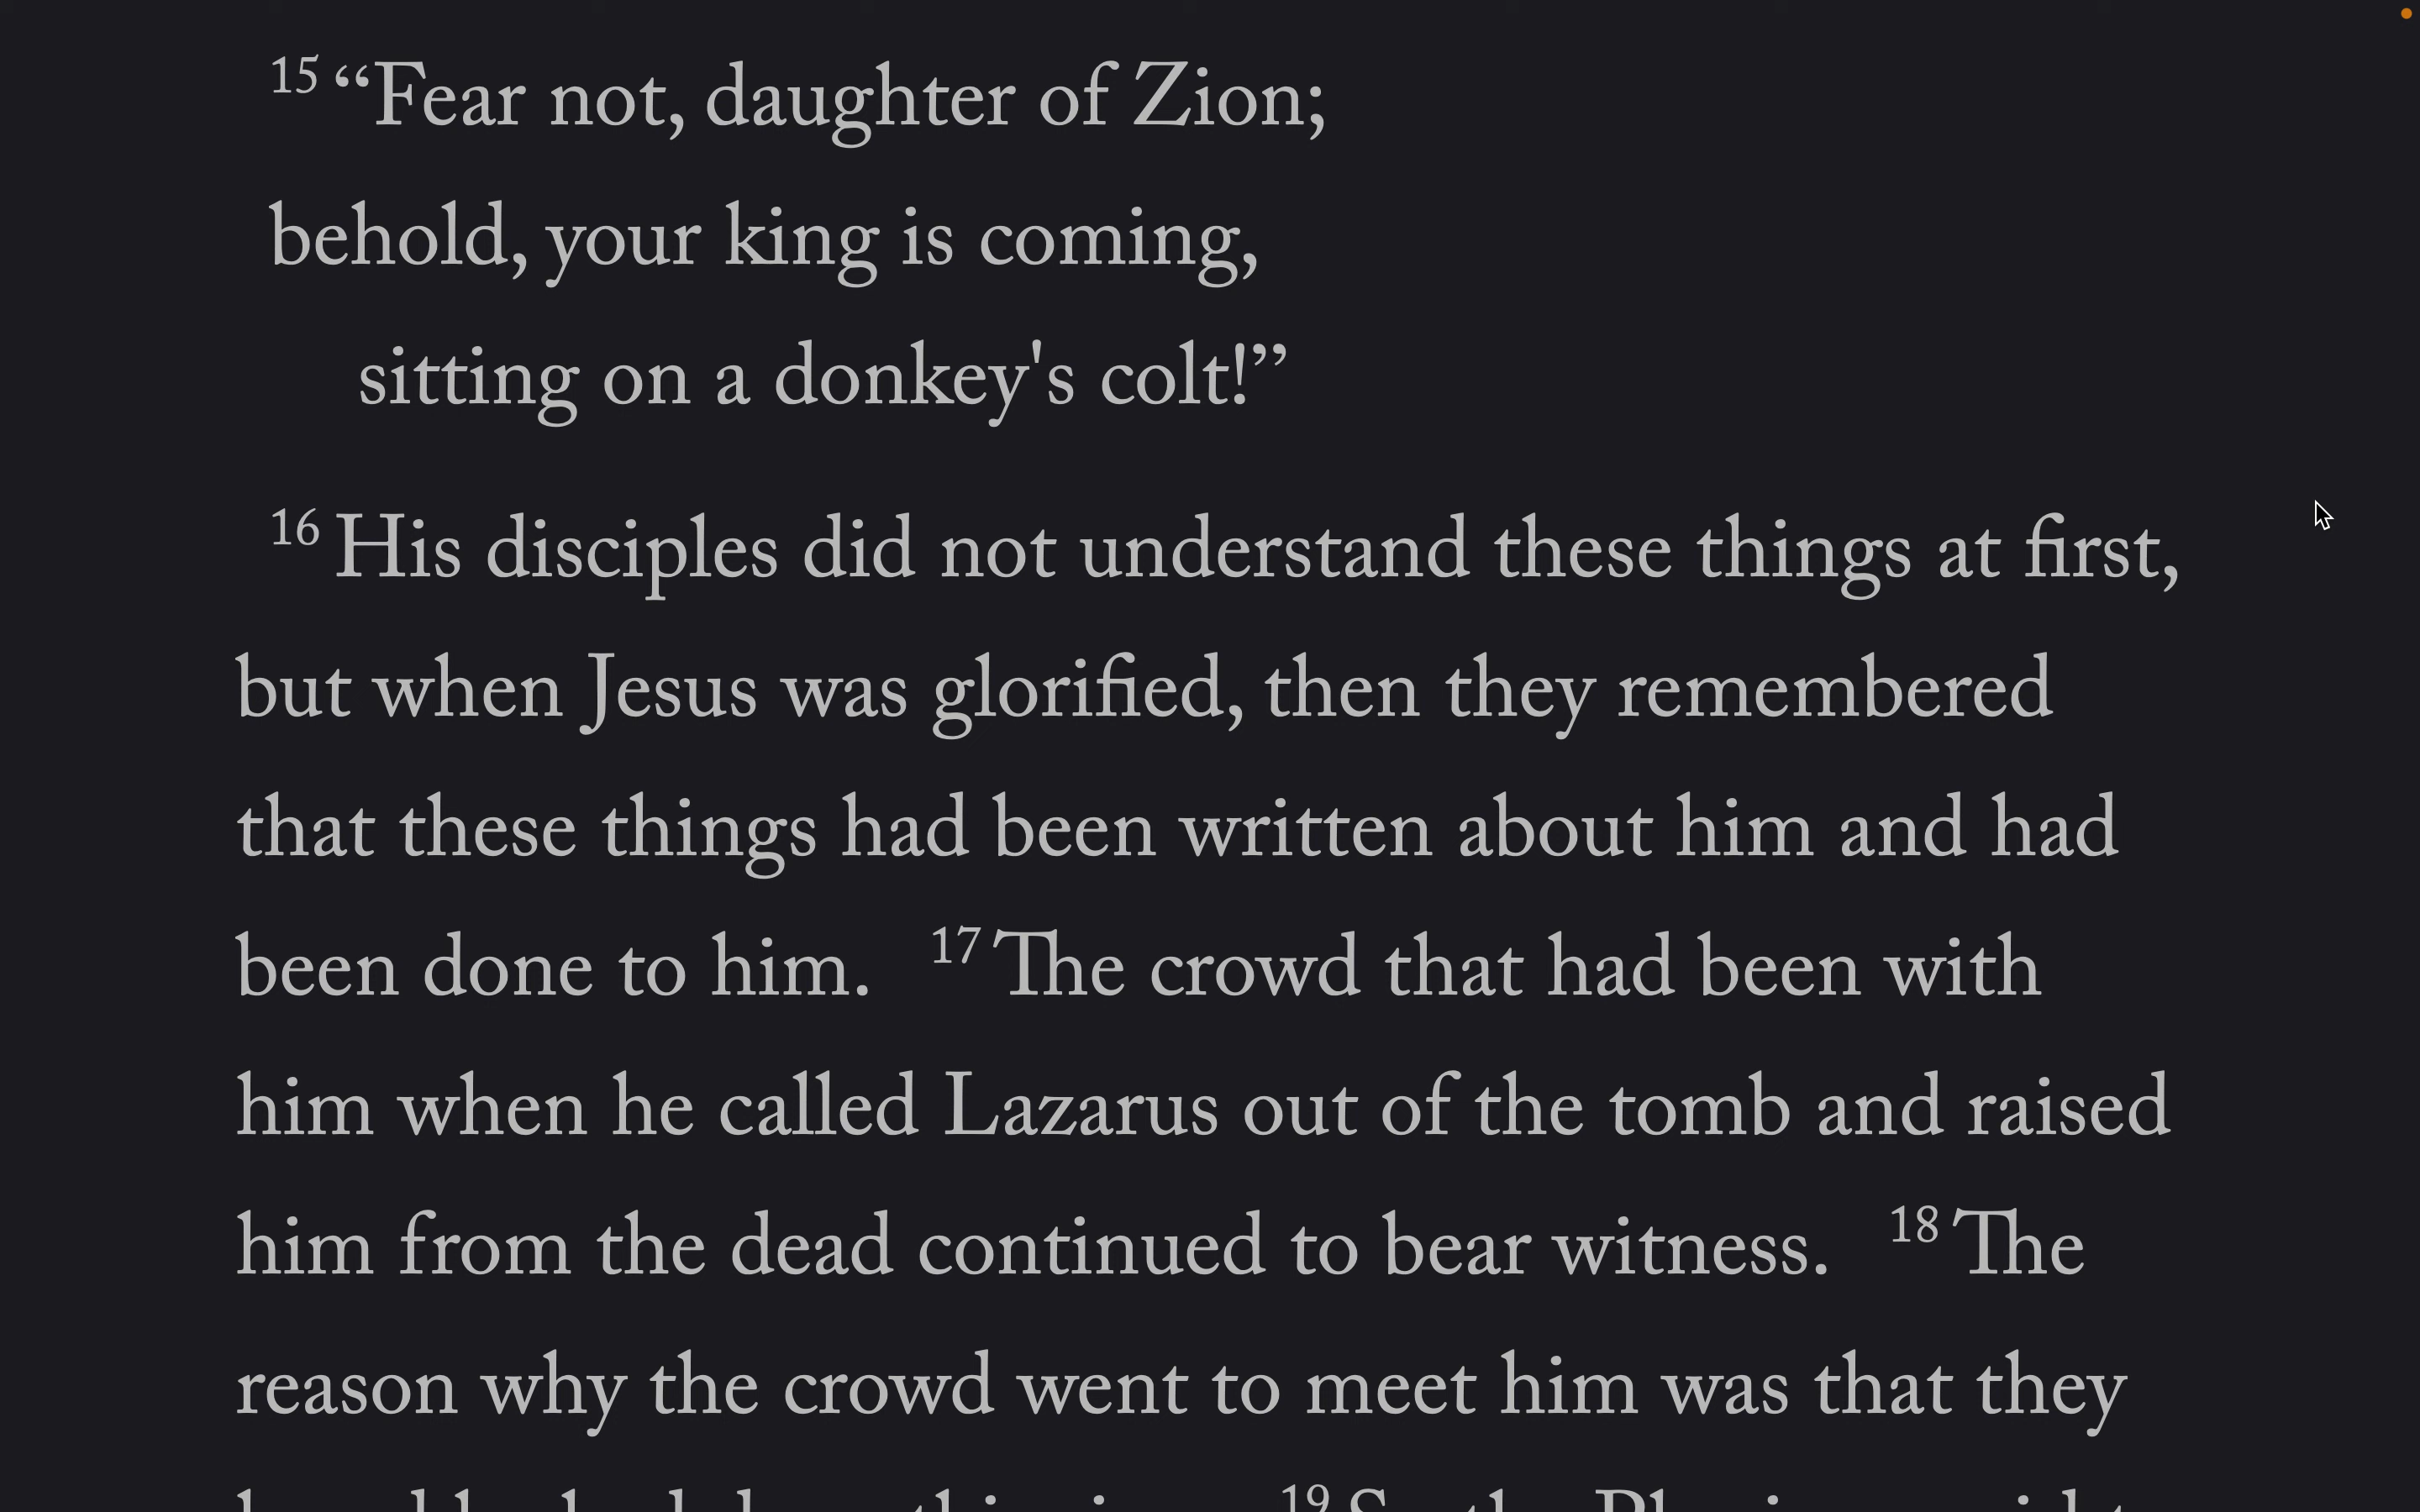 15 “Fear not, daughter of Zion;
behold, your king is coming,
sitting on a donkey's colt!”
16 His disciples did not understand these things at first,
but when Jesus was glorified, then they remembered
that these things had been written about him and had
been done to him. 17 The crowd that had been with
him when he called Lazarus out of the tomb and raised
him from the dead continued to bear witness. 18 The
reason why the crowd went to meet him was that they
19